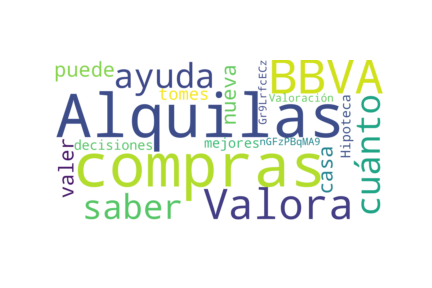 BBVA
puede
ayuda
nueva
Gr9LrfcECz
tomes
Valoración
Alquilas
Hipoteca
cuánto
decisiones
mejores
nGFzPBqMA9
valer
compras
casa
saber
Valora